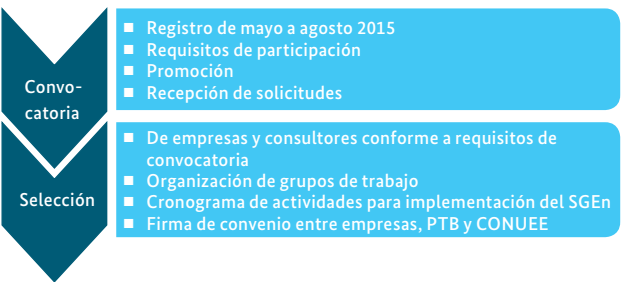 Convo-
catoria
■ Registro de mayo a agosto 2015
■ Requisitos de participación
■ Promoción
■ Recepción de solicitudes
Selección
■ De empresas y consultores conforme a requisitos de
convocatoria
■ Organización de grupos de trabajo
■ Cronograma de actividades para implementación del SGEn
■ Firma de convenio entre empresas, PTB y CONUEE